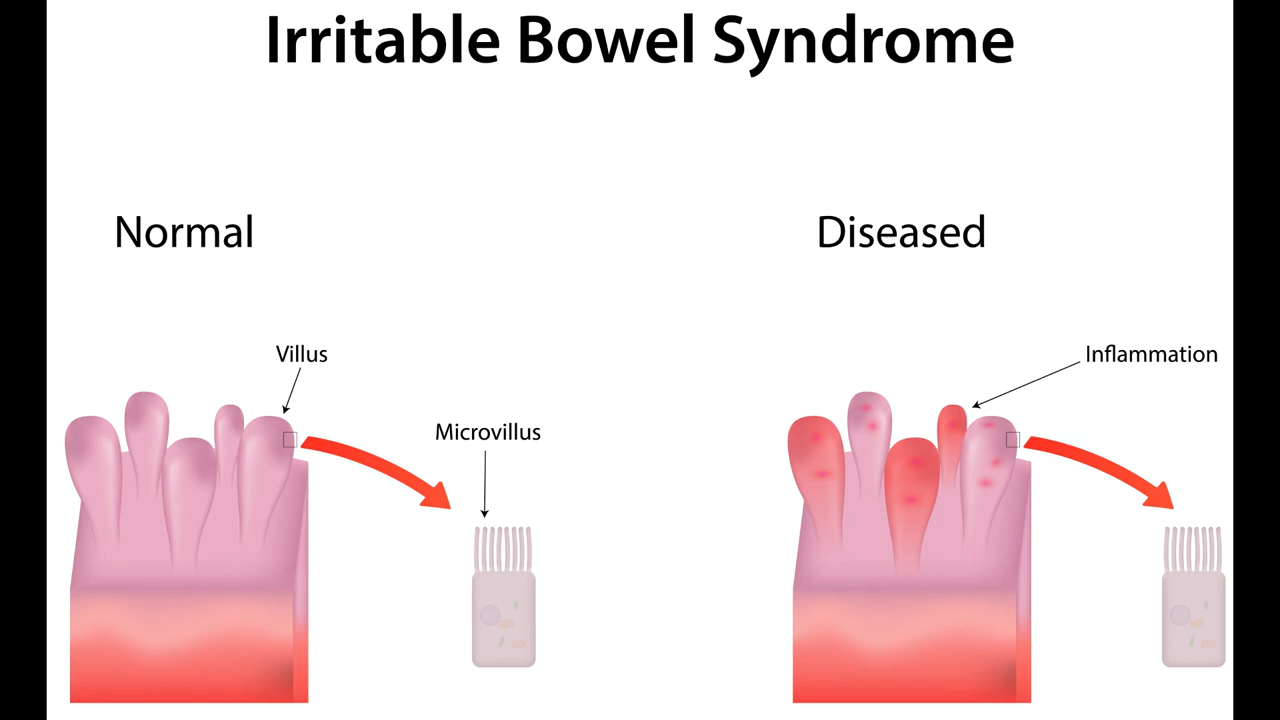 Irritable Bowel Syndrome
Normal
Diseased
Villus
Inflammation
Microvillus